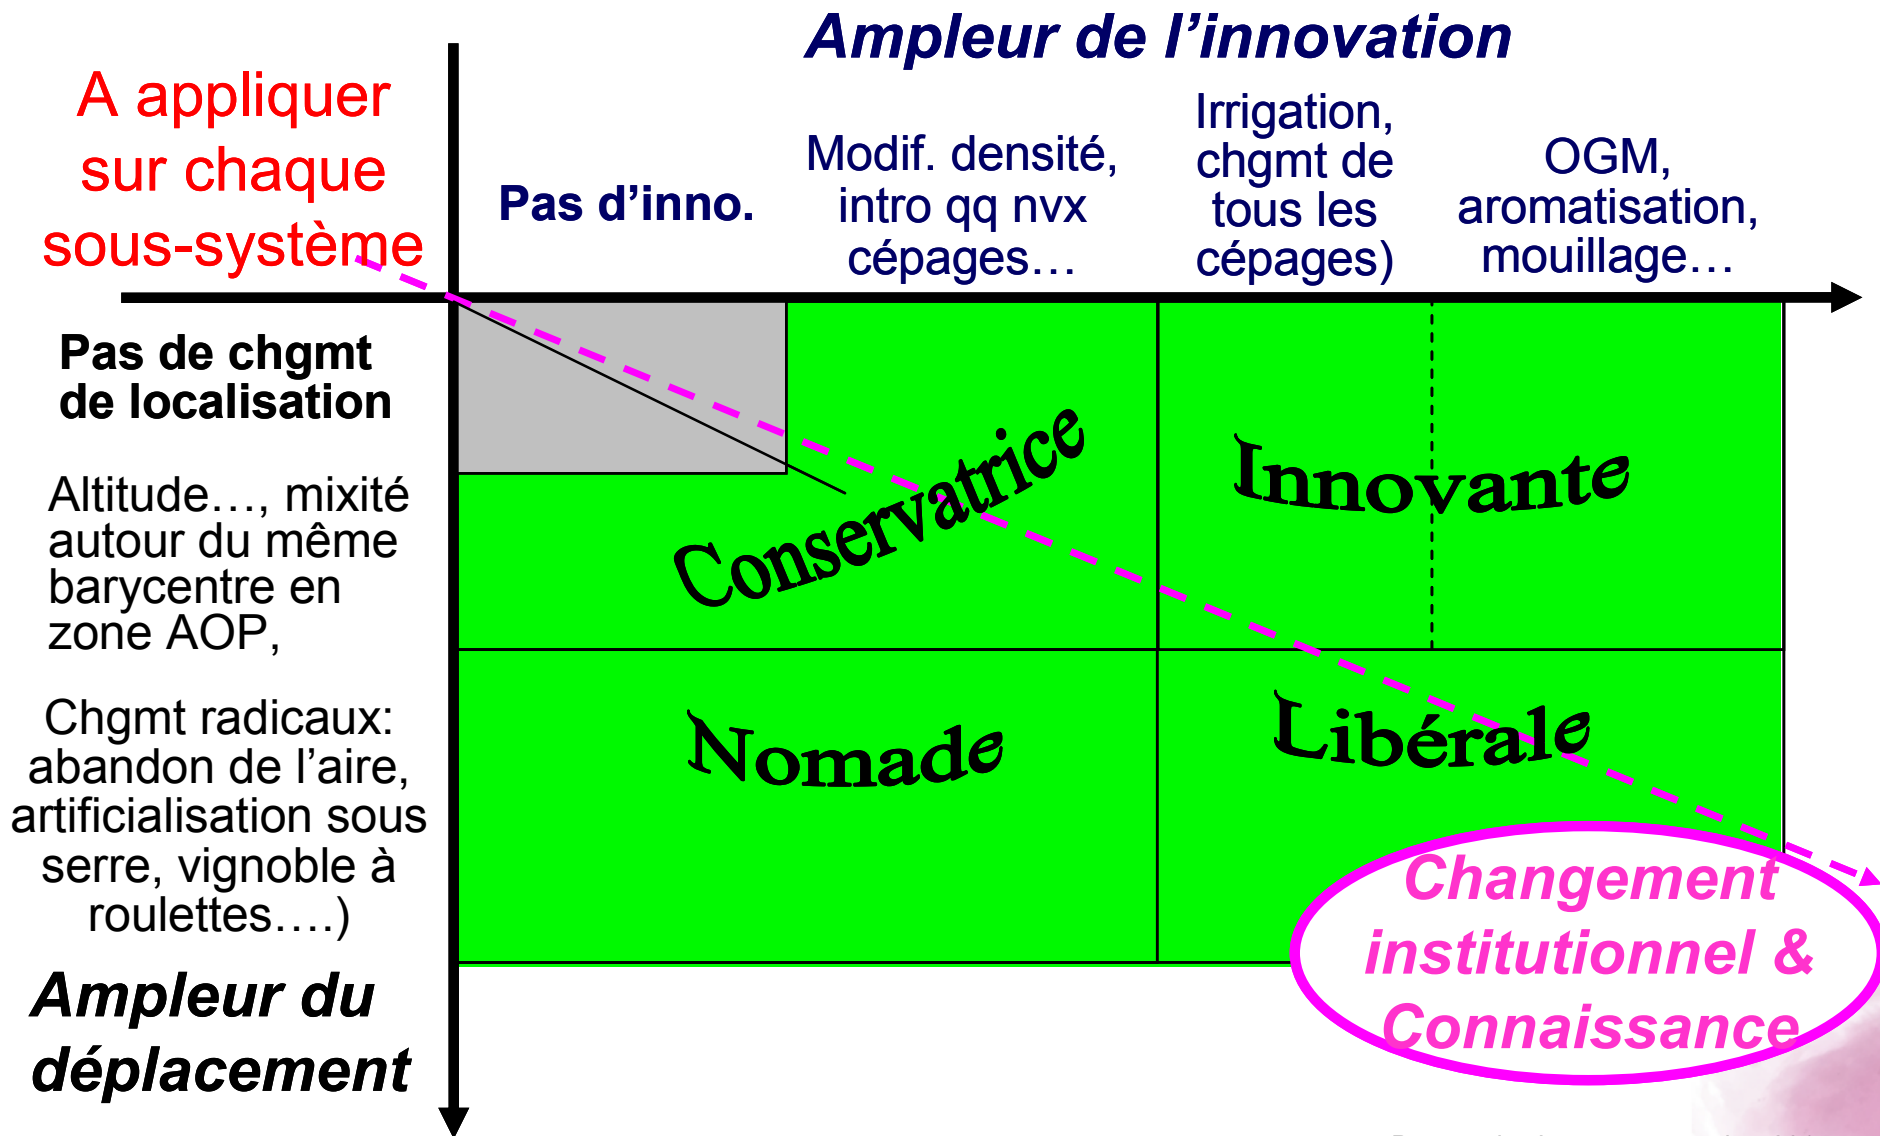 Ampleur de l’innovation
A appliquer
sur chaque
sous-système
Pas d’inno.
Modif. densité,
intro qq nvx
cépages…
Irrigation,
chgmt de
tous les
cépages)
OGM,
aromatisation,
mouillage…
Pas de chgmt
de localisation
Altitude…, mixité
autour du même
barycentre en
zone AOP,
Chgmt radicaux:
abandon de l’aire,
artificialisation sous
serre, vignoble à
roulettes….)
Ampleur du
déplacement
Conservatrice
Innovante
Nomade
Libérale
Changement
institutionnel &
Connaissance